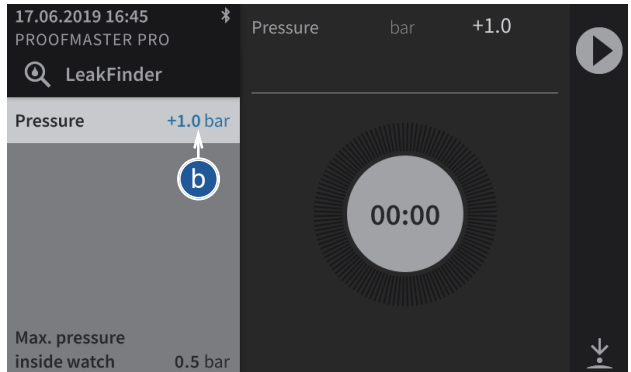 17.06.2019 16:45
PROOFMASTER PRO
LeakFinder
Pressure +1.0 bar
b
Max. pressure
inside watch 0.5 bar
Pressure bar +1.0
00:00